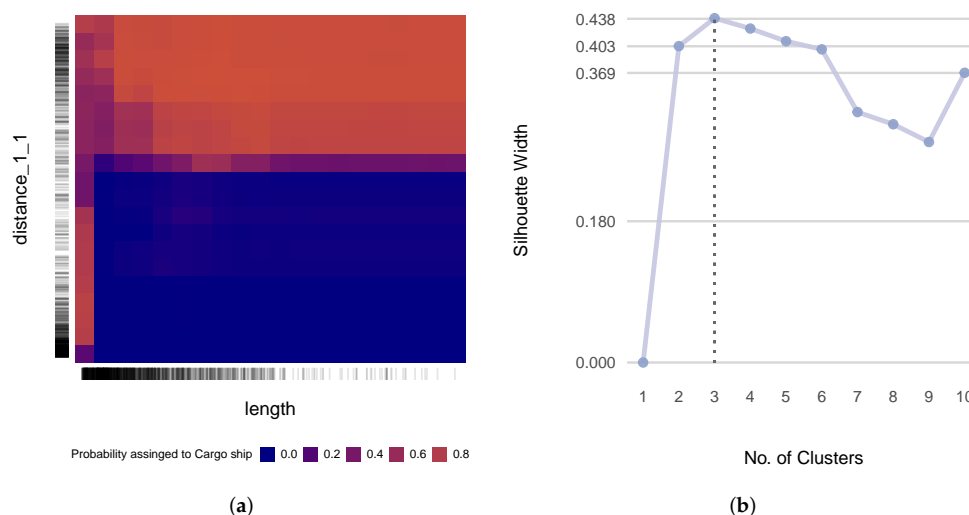 distance_1_1
length
Probability assinged to Cargo ship 0.0 0.2 0.4 0.6 0.8
(a)
0.438
0.403
0.369
0.180
0.000
Silhouette Width
1 2 3 4 5 6 7 8 9 10
No. of Clusters
(b)